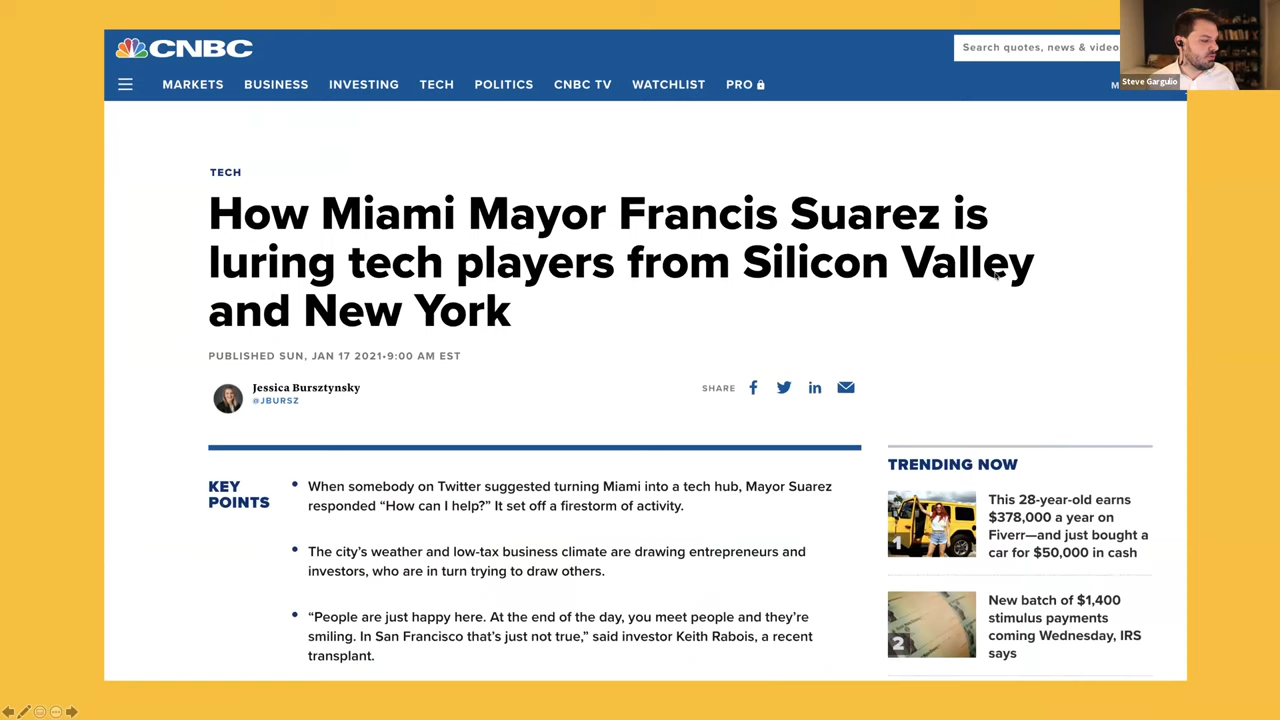 CNBC
Search quotes, news & video
MARKETS BUSINESS INVESTING TECH POLITICS CNBC TV WATCHLIST PRO
M
Steve Gargulio
TECH
How Miami Mayor Francis Suarez is
luring tech players from Silicon Valley
and New York
PUBLISHED SUN, JAN 17 2021•9:00 AM EST
Jessica Bursztynsky
@JBURSZ
SHARE
KEY
POINTS
• When somebody on Twitter suggested turning Miami into a tech hub, Mayor Suarez
responded “How can I help?” It set off a firestorm of activity.
• The city’s weather and low-tax business climate are drawing entrepreneurs and
investors, who are in turn trying to draw others.
• “People are just happy here. At the end of the day, you meet people and they’re
smiling. In San Francisco that’s just not true,” said investor Keith Rabois, a recent
transplant.
TRENDING NOW
1
This 28-year-old earns
$378,000 a year on
Fiverr—and just bought a
car for $50,000 in cash
2
New batch of $1,400
stimulus payments
coming Wednesday, IRS
says